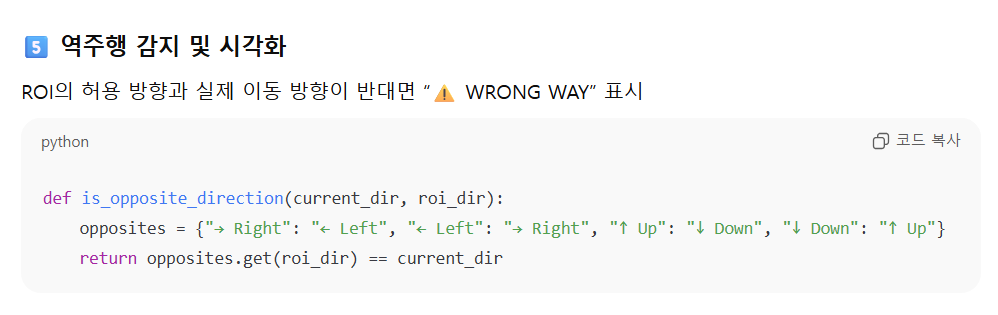 5 역주행 감지 및 시각화
ROI의 허용 방향과 실제 이동 방향이 반대면 “⚠️ WRONG WAY” 표시
python 코드 복사
def is_opposite_direction(current_dir, roi_dir):
    opposites = {"→ Right": "← Left", "← Left": "→ Right", "↑ Up": "↓ Down", "↓ Down": "↑ Up"}
    return opposites.get(roi_dir) == current_dir